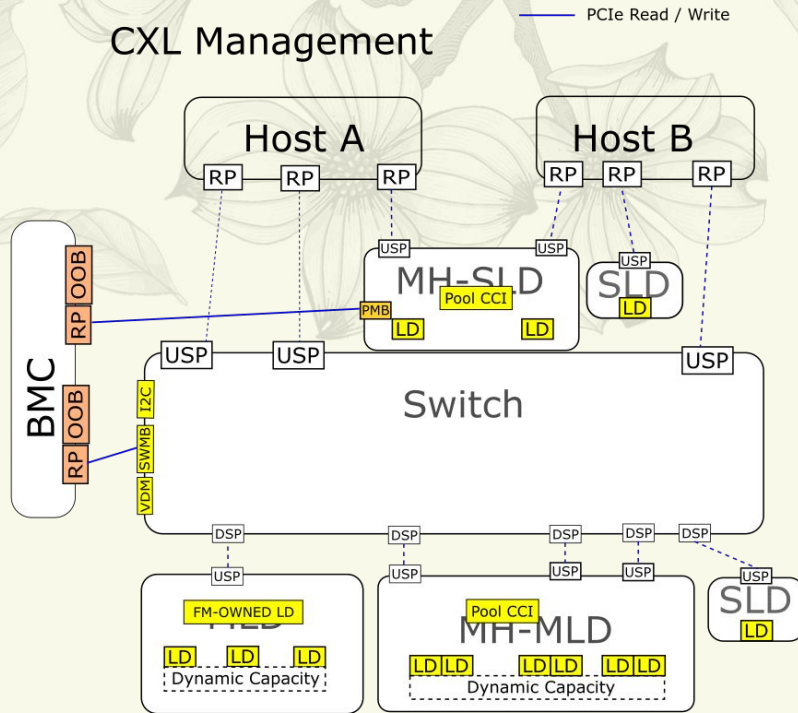 PCIe Read / Write
CXL Management
Host A
Host B
RP
RP
RP
RP
RP
RP
USP
USP
MH-SLD
Pool CCI
PMB
LD
LD
USP
SLD
LD
BMC
OOB
RP
OOB
RP
USP
USP
USP
Switch
I2C
SWMB
VDM
DSP
DSP
DSP
DSP
DSP
USP
USP
USP
USP
USP
FM-OWNED LD
MLD
LD
LD
LD
Dynamic Capacity
Pool CCI
MH-MLD
LD LD
LD LD
LD LD
Dynamic Capacity
SLD
LD